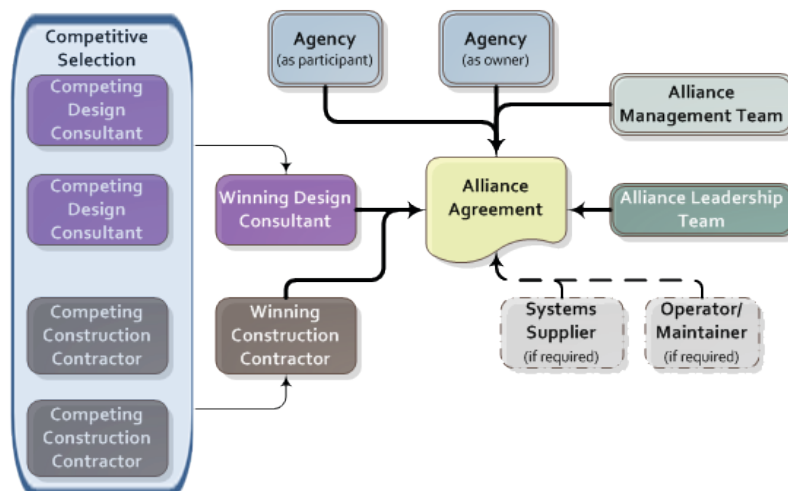 Competitive
Selection
Competing
Design
Consultant
Competing
Design
Consultant
Competing
Construction
Contractor
Competing
Construction
Contractor
Winning Design
Consultant
Winning
Construction
Contractor
Agency
(as participant)
Agency
(as owner)
Alliance
Management Team
Alliance
Agreement
Alliance Leadership
Team
Systems
Supplier
(if required)
Operator/
Maintainer
(if required)